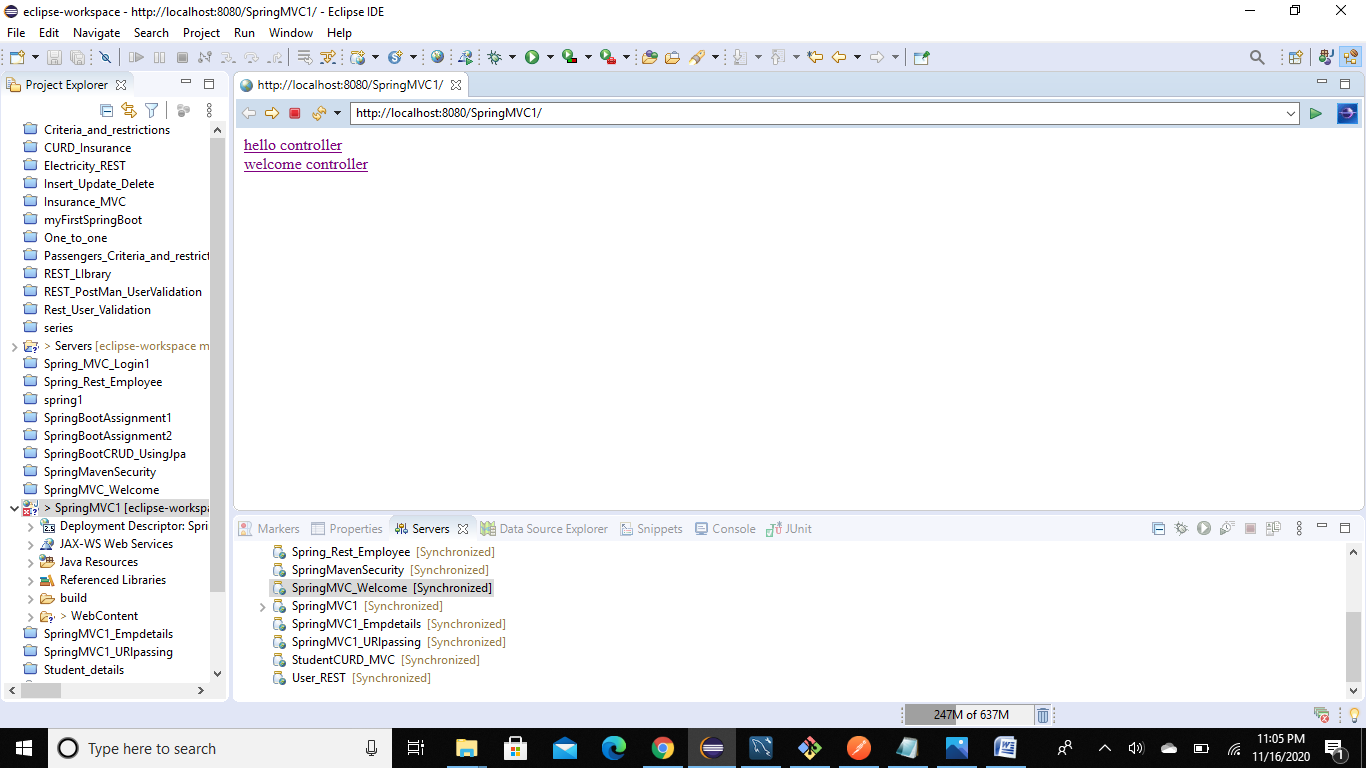 eclipse-workspace - http://localhost:8080/SpringMVC1/ - Eclipse IDE
File Edit Navigate Search Project Run Window Help
Project Explorer
Criteria_and_restrictions
CURD_Insurance
Electricity_REST
Insert_Update_Delete
Insurance_MVC
myFirstSpringBoot
One_to_one
Passengers_Criteria_and_restrict
REST_LIbrary
REST_PostMan_UserValidation
Rest_User_Validation
series
> Servers [eclipse-workspace m
Spring_MVC_Login1
Spring_Rest_Employee
spring1
SpringBootAssignment1
SpringBootAssignment2
SpringBootCRUD_UsingJpa
SpringMavenSecurity
SpringMVC_Welcome
> SpringMVC1 [eclipse-workspa
Deployment Descriptor: Spri
JAX-WS Web Services
Java Resources
Referenced Libraries
build
> WebContent
SpringMVC1_Empdetails
SpringMVC1_URIpassing
Student_details
http://localhost:8080/SpringMVC1/
http://localhost:8080/SpringMVC1/
hello controller
welcome controller
Markers Properties Servers Data Source Explorer Snippets Console JUnit
Spring_Rest_Employee [Synchronized]
SpringMavenSecurity [Synchronized]
SpringMVC_Welcome [Synchronized]
SpringMVC1 [Synchronized]
SpringMVC1_Empdetails [Synchronized]
SpringMVC1_URIpassing [Synchronized]
StudentCURD_MVC [Synchronized]
User_REST [Synchronized]
247M of 637M
Type here to search
11:05 PM
11/16/2020
1